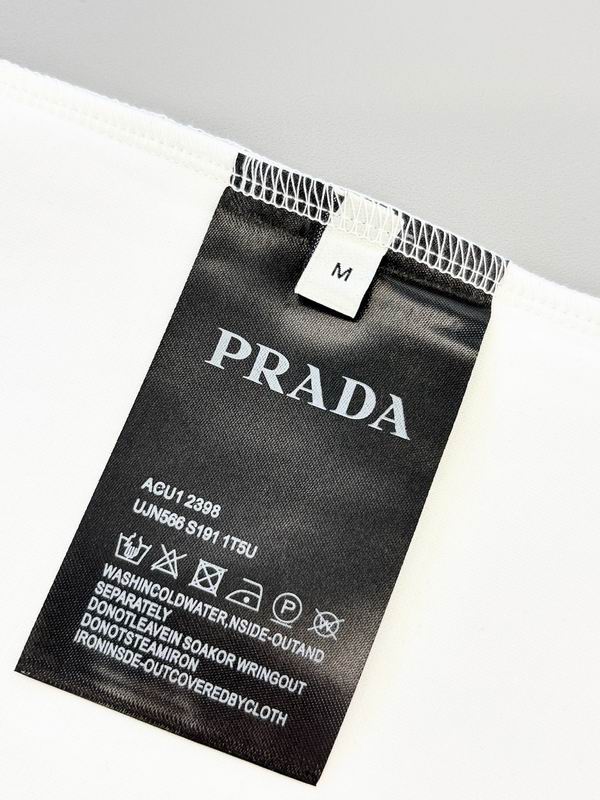 M
PRADA
ACU1 2398
UJN566 S191 1T5U
P
WASHINCOLDWATER,NSIDE-OUTAND
SEPARATELY
DONOTLEAVEIN SOAKOR WRINGOUT
DONOTSTEAMIRON
IRONINSDE-OUTCOVEREDBYCLOTH